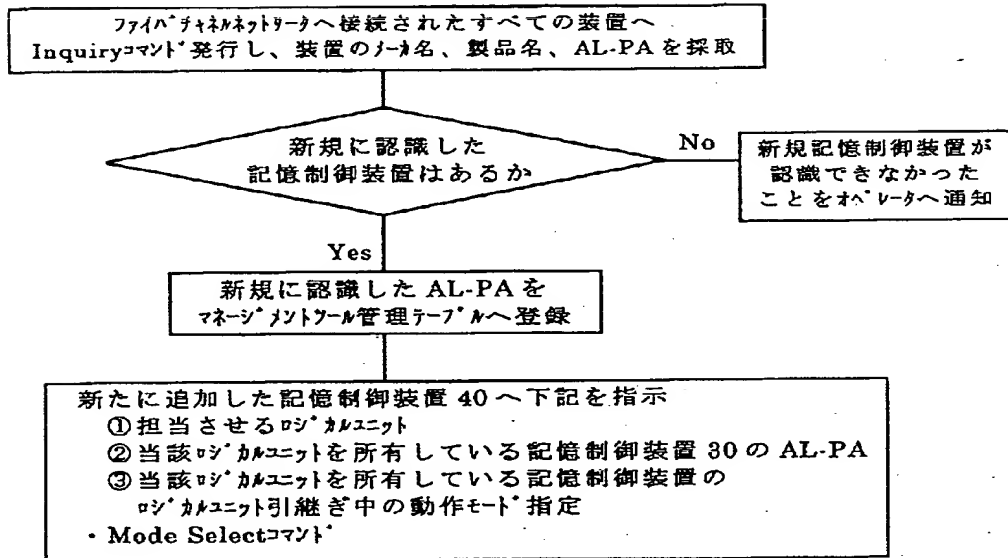 ファイバチャネルネットワークへ接続されたすべての装置へ
Inquiryコマンド発行し、装置のメーカ名、製品名、AL-PAを採取
新規に認識した
記憶制御装置はあるか
No
新規記憶制御装置が
認識できなかった
ことをオペレータへ通知
Yes
新規に認識した AL-PA を
マネージメントツール管理テーブルへ登録
新たに追加した記憶制御装置 40 へ下記を指示
①担当させるロジカルユニット
②当該ロジカルユニットを所有している記憶制御装置 30 の AL-PA
③当該ロジカルユニットを所有している記憶制御装置の
ロジカルユニット引継ぎ中の動作モード指定
・Mode Selectコマンド